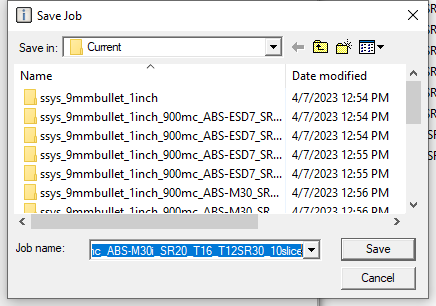 Save Job
Save in: Current
Name Date modified
ssys_9mmbullet_1inch 4/7/2023 12:54 PM
ssys_9mmbullet_1inch_900mc_ABS-ESD7_SR... 4/7/2023 12:54 PM
ssys_9mmbullet_1inch_900mc_ABS-ESD7_SR... 4/7/2023 12:54 PM
ssys_9mmbullet_1inch_900mc_ABS-ESD7_SR... 4/7/2023 12:55 PM
ssys_9mmbullet_1inch_900mc_ABS-ESD7_SR... 4/7/2023 12:55 PM
ssys_9mmbullet_1inch_900mc_ABS-M30_SR... 4/7/2023 12:56 PM
ssys_9mmbullet_1inch_900mc_ABS-M30_SR... 4/7/2023 12:56 PM
Job name: mc_ABS-M30i_SR20_T16_T12SR30_10slice Save
Cancel